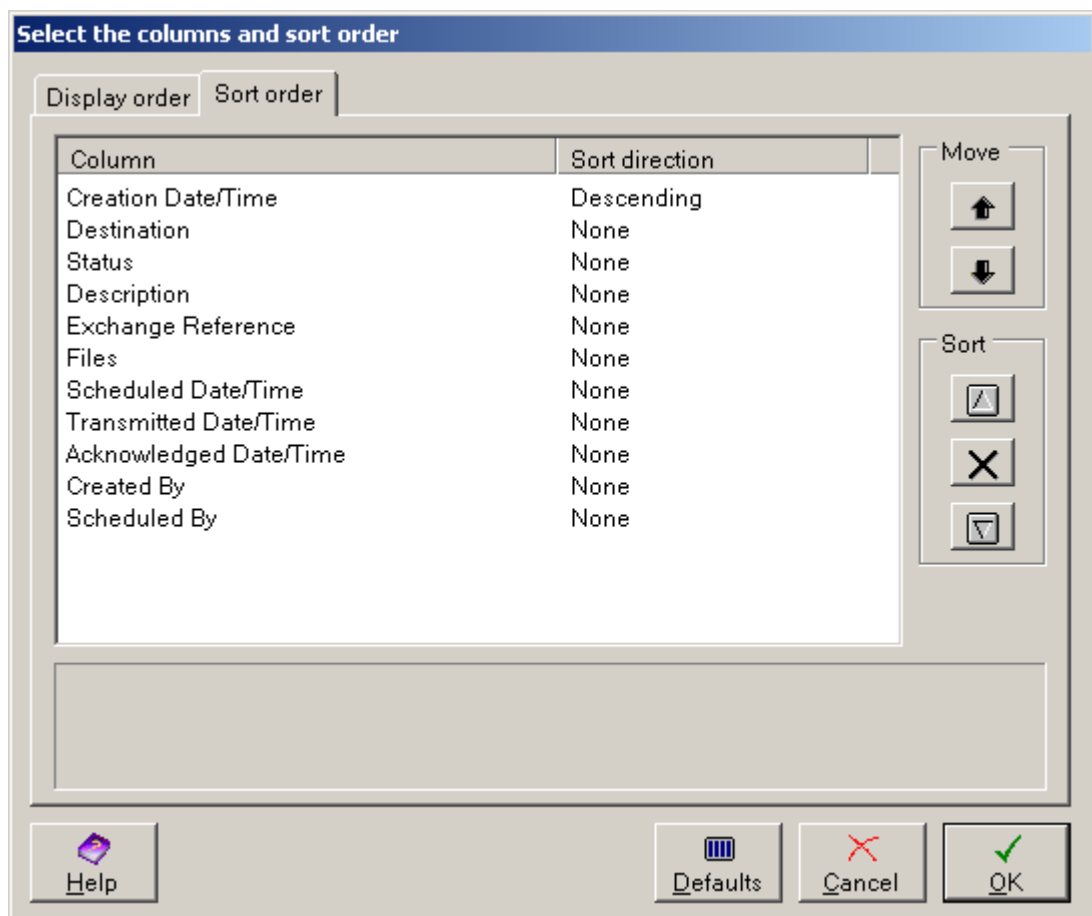 Select the columns and sort order
Display order Sort order
Column Sort direction
Creation Date/Time Descending
Destination None
Status None
Description None
Exchange Reference None
Files None
Scheduled Date/Time None
Transmitted Date/Time None
Acknowledged Date/Time None
Created By None
Scheduled By None
Move
Sort
Help Defaults Cancel OK